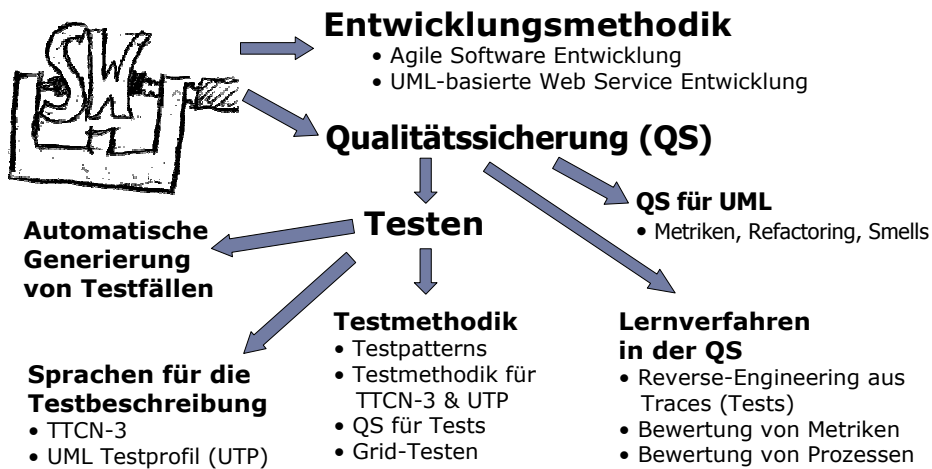 SW
Entwicklungsmethodik
• Agile Software Entwicklung
• UML-basierte Web Service Entwicklung
Qualitätssicherung (QS)
QS für UML
• Metriken, Refactoring, Smells
Testen
Automatische
Generierung
von Testfällen
Sprachen für die
Testbeschreibung
• TTCN-3
• UML Testprofil (UTP)
Testmethodik
• Testpatterns
• Testmethodik für
TTCN-3 & UTP
• QS für Tests
• Grid-Testen
Lernverfahren
in der QS
• Reverse-Engineering aus
Traces (Tests)
• Bewertung von Metriken
• Bewertung von Prozessen